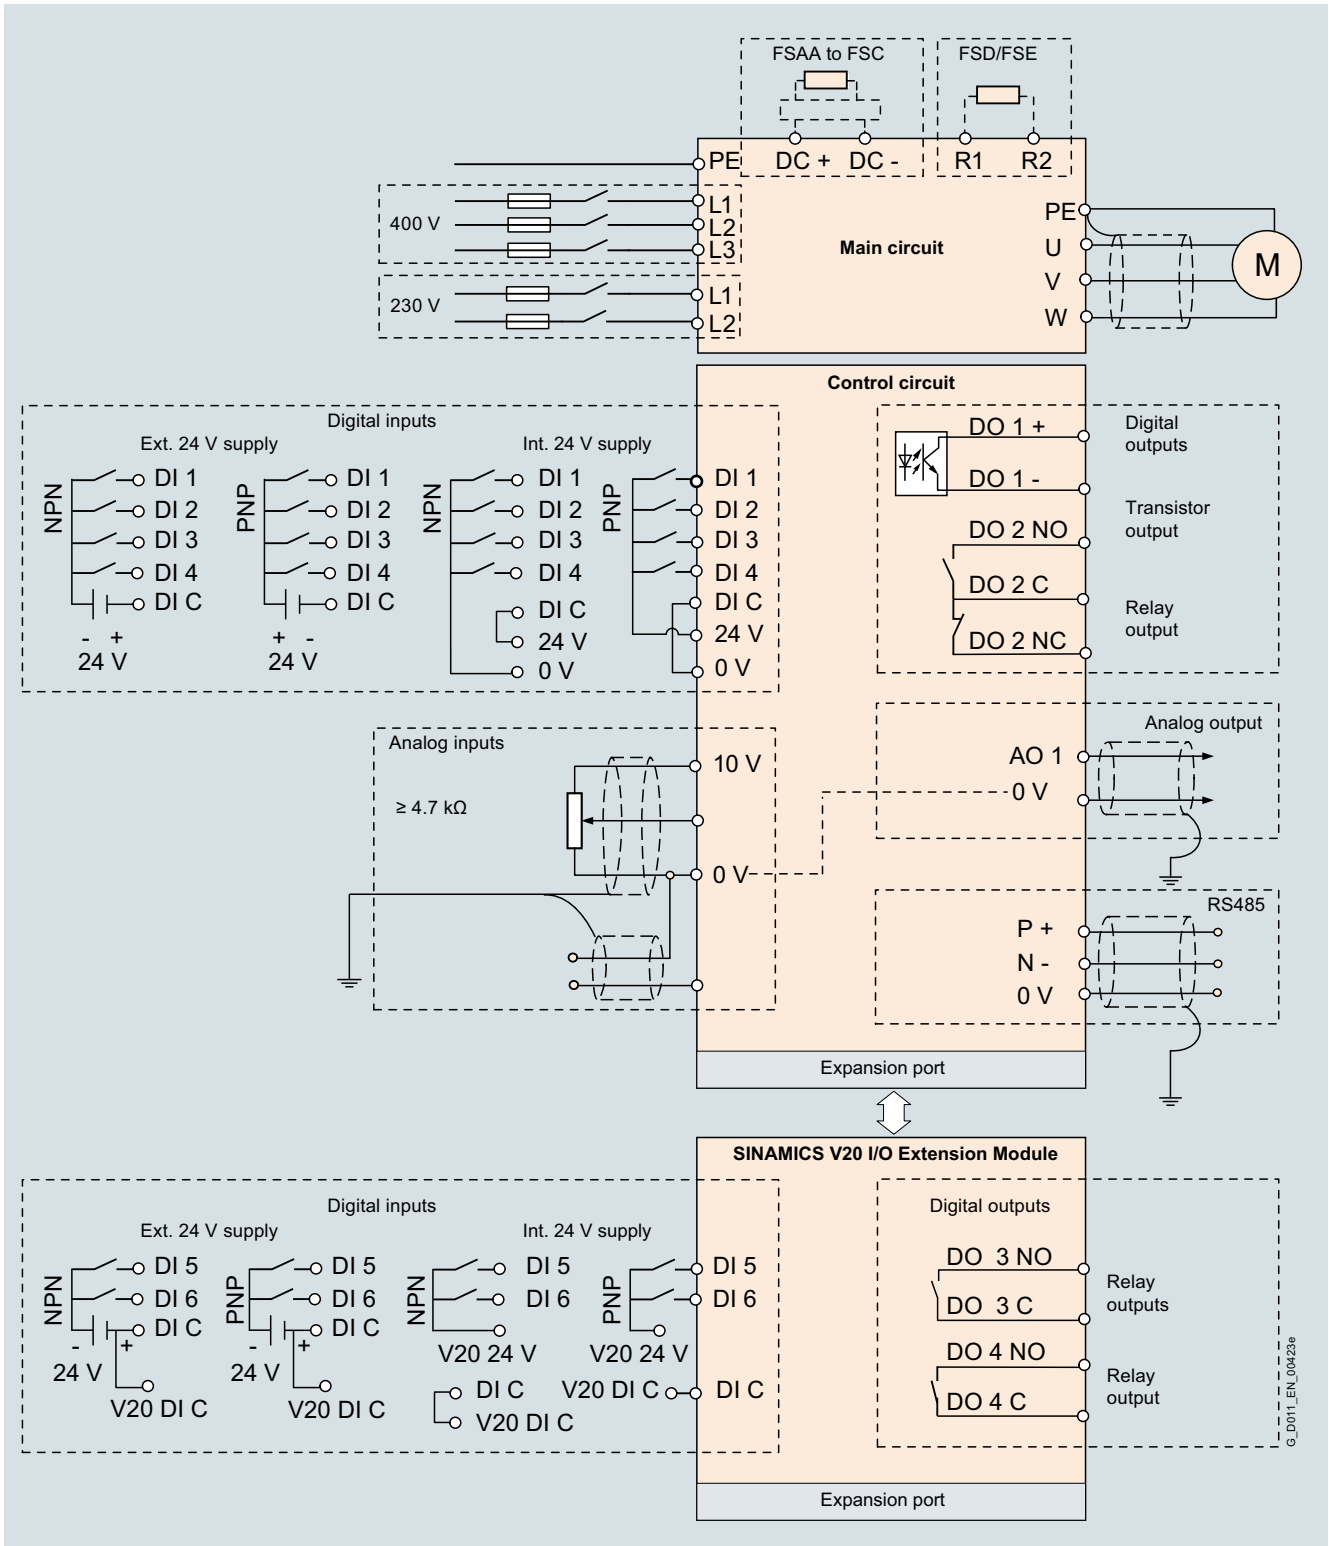 FSAA to FSC
FSD/FSE
PE
DC +
DC -
R1
R2
400 V
L1
L2
L3
230 V
L1
L2
Main circuit
PE
U
V
W
M
Control circuit
Digital inputs
Ext. 24 V supply
Int. 24 V supply
NPN
DI 1
DI 2
DI 3
DI 4
DI C
- +
24 V
PNP
DI 1
DI 2
DI 3
DI 4
DI C
+ -
24 V
NPN
DI 1
DI 2
DI 3
DI 4
DI C
24 V
0 V
PNP
DI 1
DI 2
DI 3
DI 4
DI C
24 V
0 V
DO 1 +
DO 1 -
DO 2 NO
DO 2 C
DO 2 NC
Digital
outputs
Transistor
output
Relay
output
Analog inputs
≥ 4.7 kΩ
10 V
0 V
Analog output
AO 1
0 V
RS485
P +
N -
0 V
Expansion port
SINAMICS V20 I/O Extension Module
Digital inputs
Ext. 24 V supply
Int. 24 V supply
NPN
DI 5
DI 6
DI C
- +
24 V
V20 DI C
PNP
DI 5
DI 6
DI C
- +
24 V
V20 DI C
NPN
DI 5
DI 6
V20 24 V
DI C
V20 DI C
PNP
DI 5
DI 6
V20 24 V
V20 DI C
DI C
Digital outputs
DO 3 NO
DO 3 C
DO 4 NO
DO 4 C
Relay
outputs
Relay
output
Expansion port
G_D011_EN_00423e